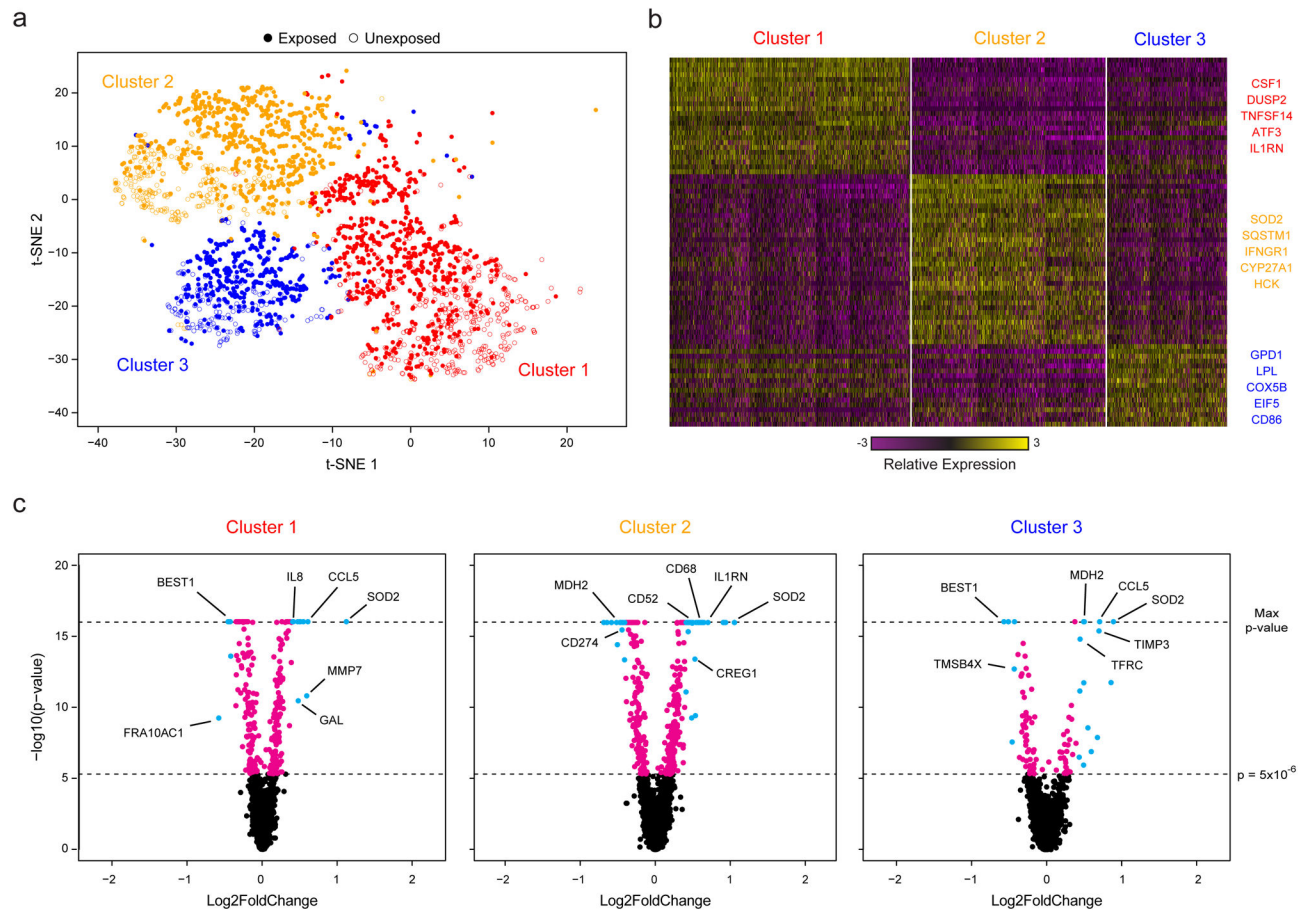 a
● Exposed ○ Unexposed
Cluster 2
Cluster 3
Cluster 1
t-SNE 2
20
10
0
−10
−20
−30
−40
−40 −30 −20 −10 0 10 20
t-SNE 1
b
Cluster 1 Cluster 2 Cluster 3
CSF1
DUSP2
TNFSF14
ATF3
IL1RN
SOD2
SQSTM1
IFNGR1
CYP27A1
HCK
GPD1
LPL
COX5B
EIF5
CD86
-3 3
Relative Expression
c
Cluster 1
−log10(p−value)
20
15
10
5
0
BEST1
IL8
CCL5
SOD2
MMP7
GAL
FRA10AC1
−2 −1 0 1 2
Log2FoldChange
Cluster 2
MDH2
CD68
IL1RN
CD52
SOD2
CD274
CREG1
−2 −1 0 1 2
Log2FoldChange
Cluster 3
BEST1
MDH2
CCL5
SOD2
TIMP3
TMSB4X
TFRC
−2 −1 0 1 2
Log2FoldChange
Max
p-value
p = 5x10⁻⁶